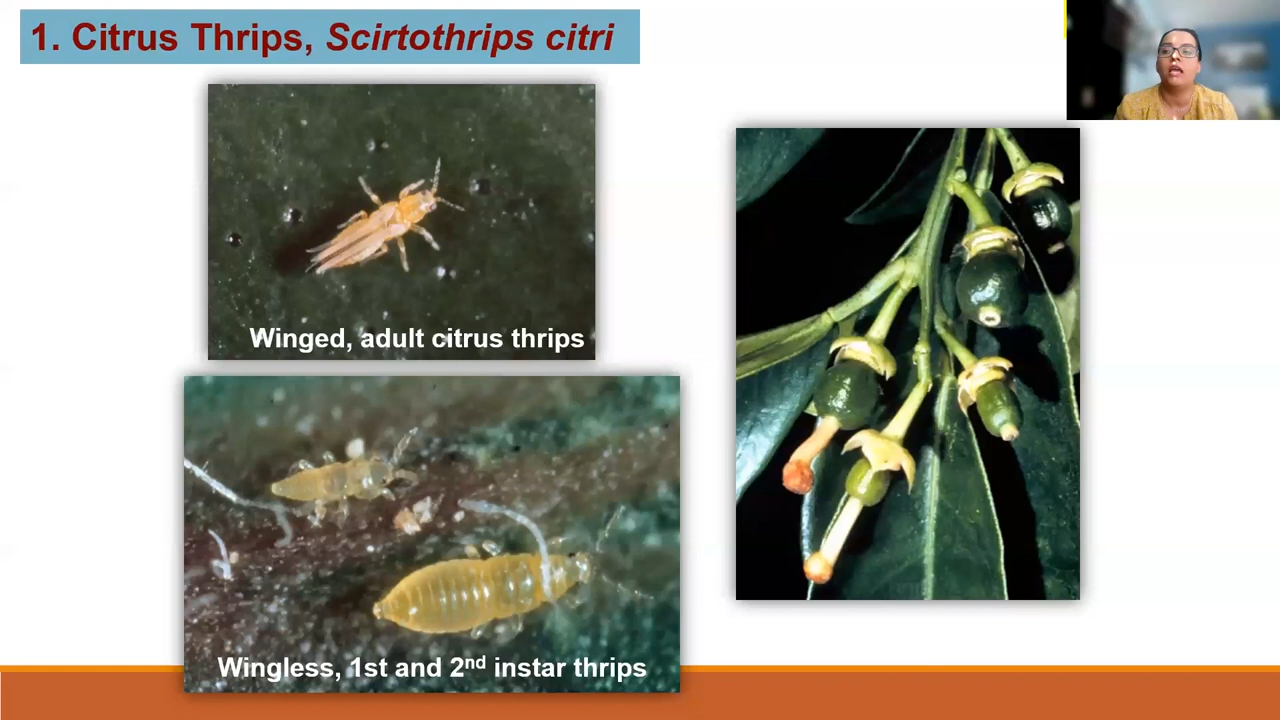 1. Citrus Thrips, Scirtothrips citri
Winged, adult citrus thrips
Wingless, 1st and 2nd instar thrips